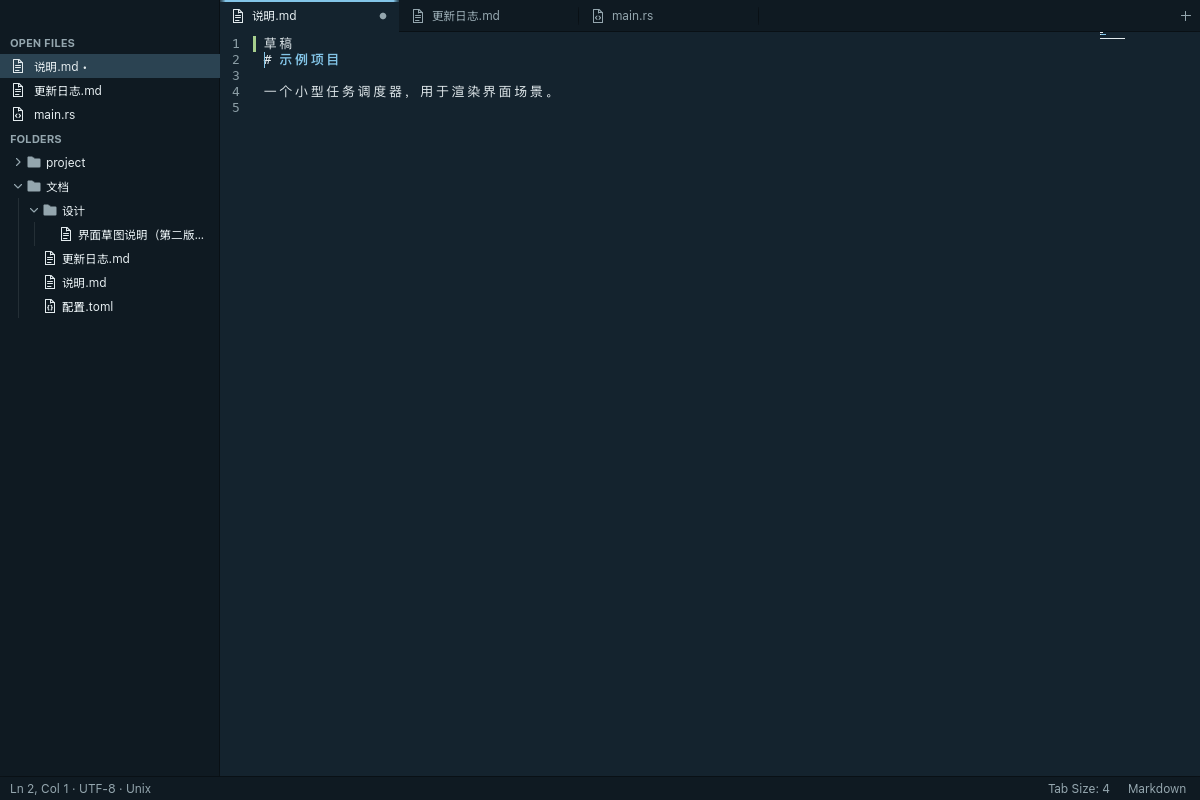 说明.md
更新日志.md
main.rs
OPEN FILES
说明.md •
更新日志.md
main.rs
FOLDERS
project
文档
设计
界面草图说明（第二版…
更新日志.md
说明.md
配置.toml
1 草稿
2 # 示例项目
3
4 一个小型任务调度器，用于渲染界面场景。
5
Ln 2, Col 1 · UTF-8 · Unix
Tab Size: 4
Markdown